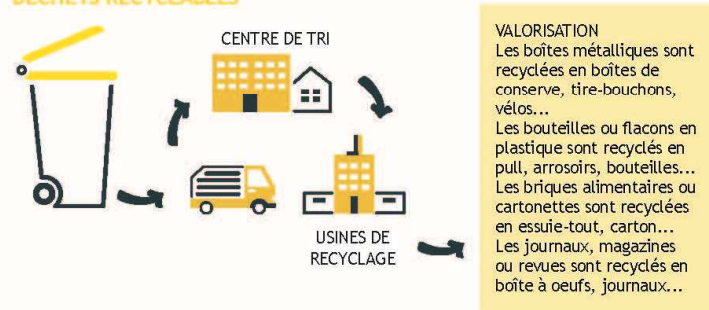 DÉCHETS RECYCLABLES
CENTRE DE TRI
USINES DE
RECYCLAGE
VALORISATION
Les boîtes métalliques sont
recyclées en boîtes de
conserve, tire-bouchons,
vélos...
Les bouteilles ou flacons en
plastique sont recyclés en
pull, arrosoirs, bouteilles...
Les briques alimentaires ou
cartonettes sont recyclées
en essuie-tout, carton...
Les journaux, magazines
ou revues sont recyclés en
boîte à oeufs, journaux...